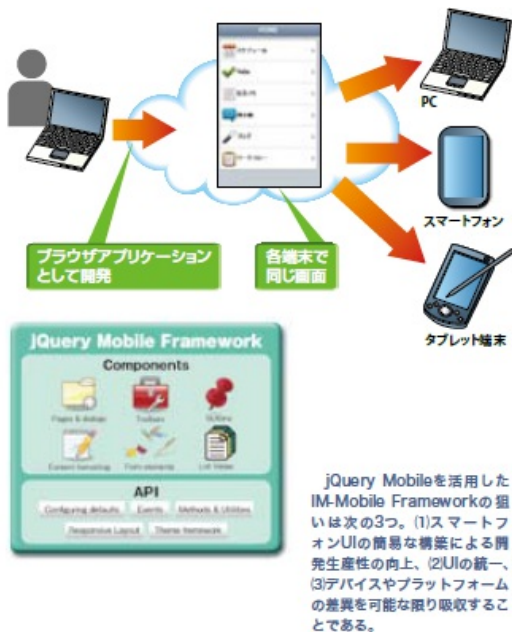 PC
スマートフォン
タブレット端末
ブラウザアプリケーション
として開発
各端末で
同じ画面
jQuery Mobile Framework
Components
Pages & dialogs
Toolbars
Buttons
Content formatting
Form elements
List Views
API
Configuring defaults
Events
Methods & Utilities
Responsive Layout
Theme framework
jQuery Mobileを活用した
IM-Mobile Frameworkの狙
いは次の3つ。(1)スマートフ
ォンUIの簡易な構築による開
発生産性の向上、(2)UIの統一、
(3)デバイスやプラットフォーム
の差異を可能な限り吸収するこ
とである。